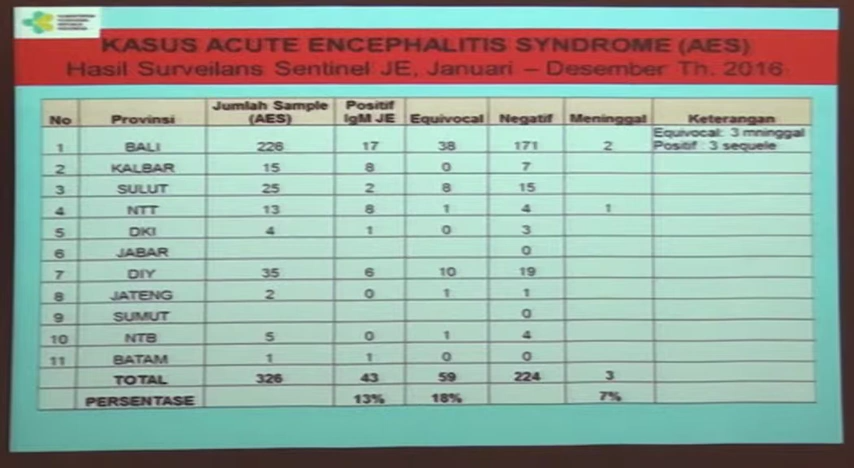 KASUS ACUTE ENCEPHALITIS SYNDROME (AES)
Hasil Surveilans Sentinel JE, Januari – Desember Th. 2016
No Provinsi Jumlah Sample (AES) Positif IgM JE Equivocal Negatif Meninggal Keterangan
1 BALI 226 17 38 171 2 Equivocal: 3 mninggal
Positif : 3 sequele
2 KALBAR 15 8 0 7
3 SULUT 25 2 8 15
4 NTT 13 8 1 4 1
5 DKI 4 1 0 3
6 JABAR 0
7 DIY 35 6 10 19
8 JATENG 2 0 1 1
9 SUMUT 0
10 NTB 5 0 1 4
11 BATAM 1 1 0 0
TOTAL 326 43 59 224 3
PERSENTASE 13% 18% 7%